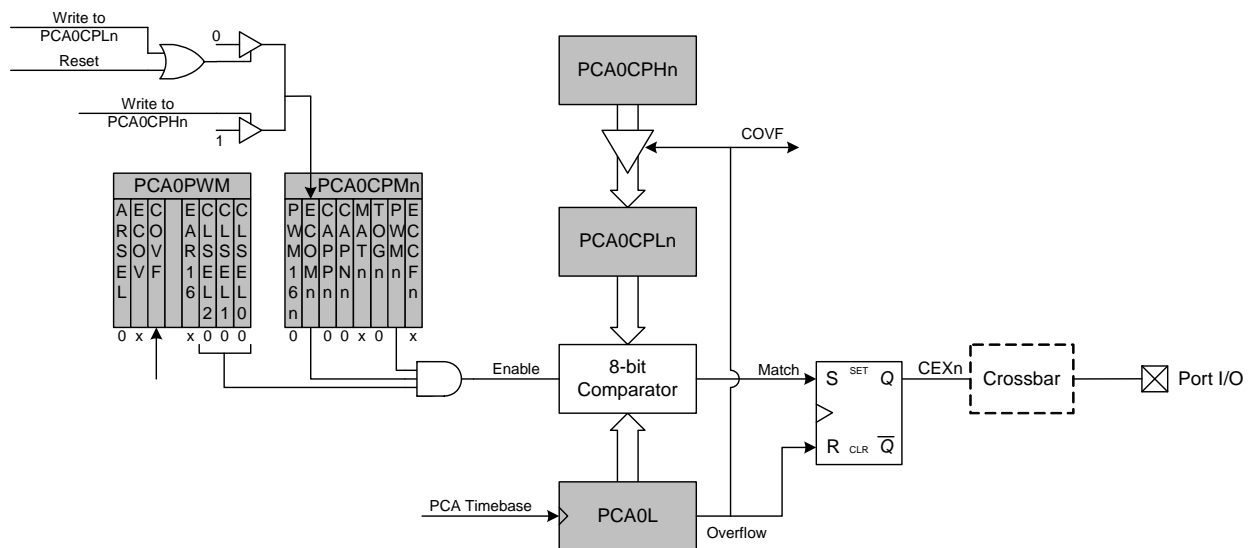 Write to
PCA0CPLn
Reset
0
Write to
PCA0CPHn
1
PCA0CPHn
COVF
PCA0PWM
ARSEL
ECOV
COVF
EAR16
CLSEL2
CLSEL1
CLSEL0
0 x x 0 0 0
PCA0CPMn
PWM16n
ECOMn
CAPPn
CAPNn
MATn
TOGn
PWMn
ECCFn
0 0 0 x 0 x
PCA0CPLn
Enable
8-bit
Comparator
Match
S SET Q
R CLR Q
CEXn
Crossbar
Port I/O
PCA Timebase
PCA0L
Overflow